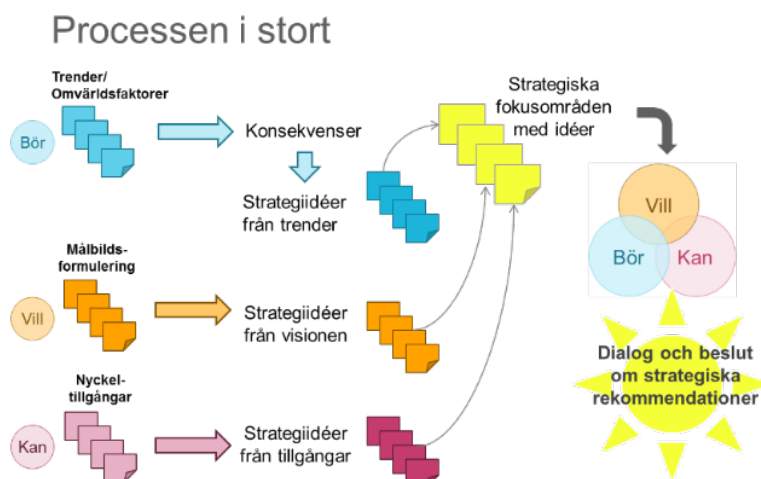 Processen i stort
Trender/
Omvärldsfaktorer
Bör
Konsekvenser
Strategiidéer
från trender
Målbilds-
formulering
Vill
Strategiidéer
från visionen
Nyckel-
tillgångar
Kan
Strategiidéer
från tillgångar
Strategiska
fokusområden
med idéer
Vill
Bör
Kan
Dialog och beslut
om strategiska
rekommendationer